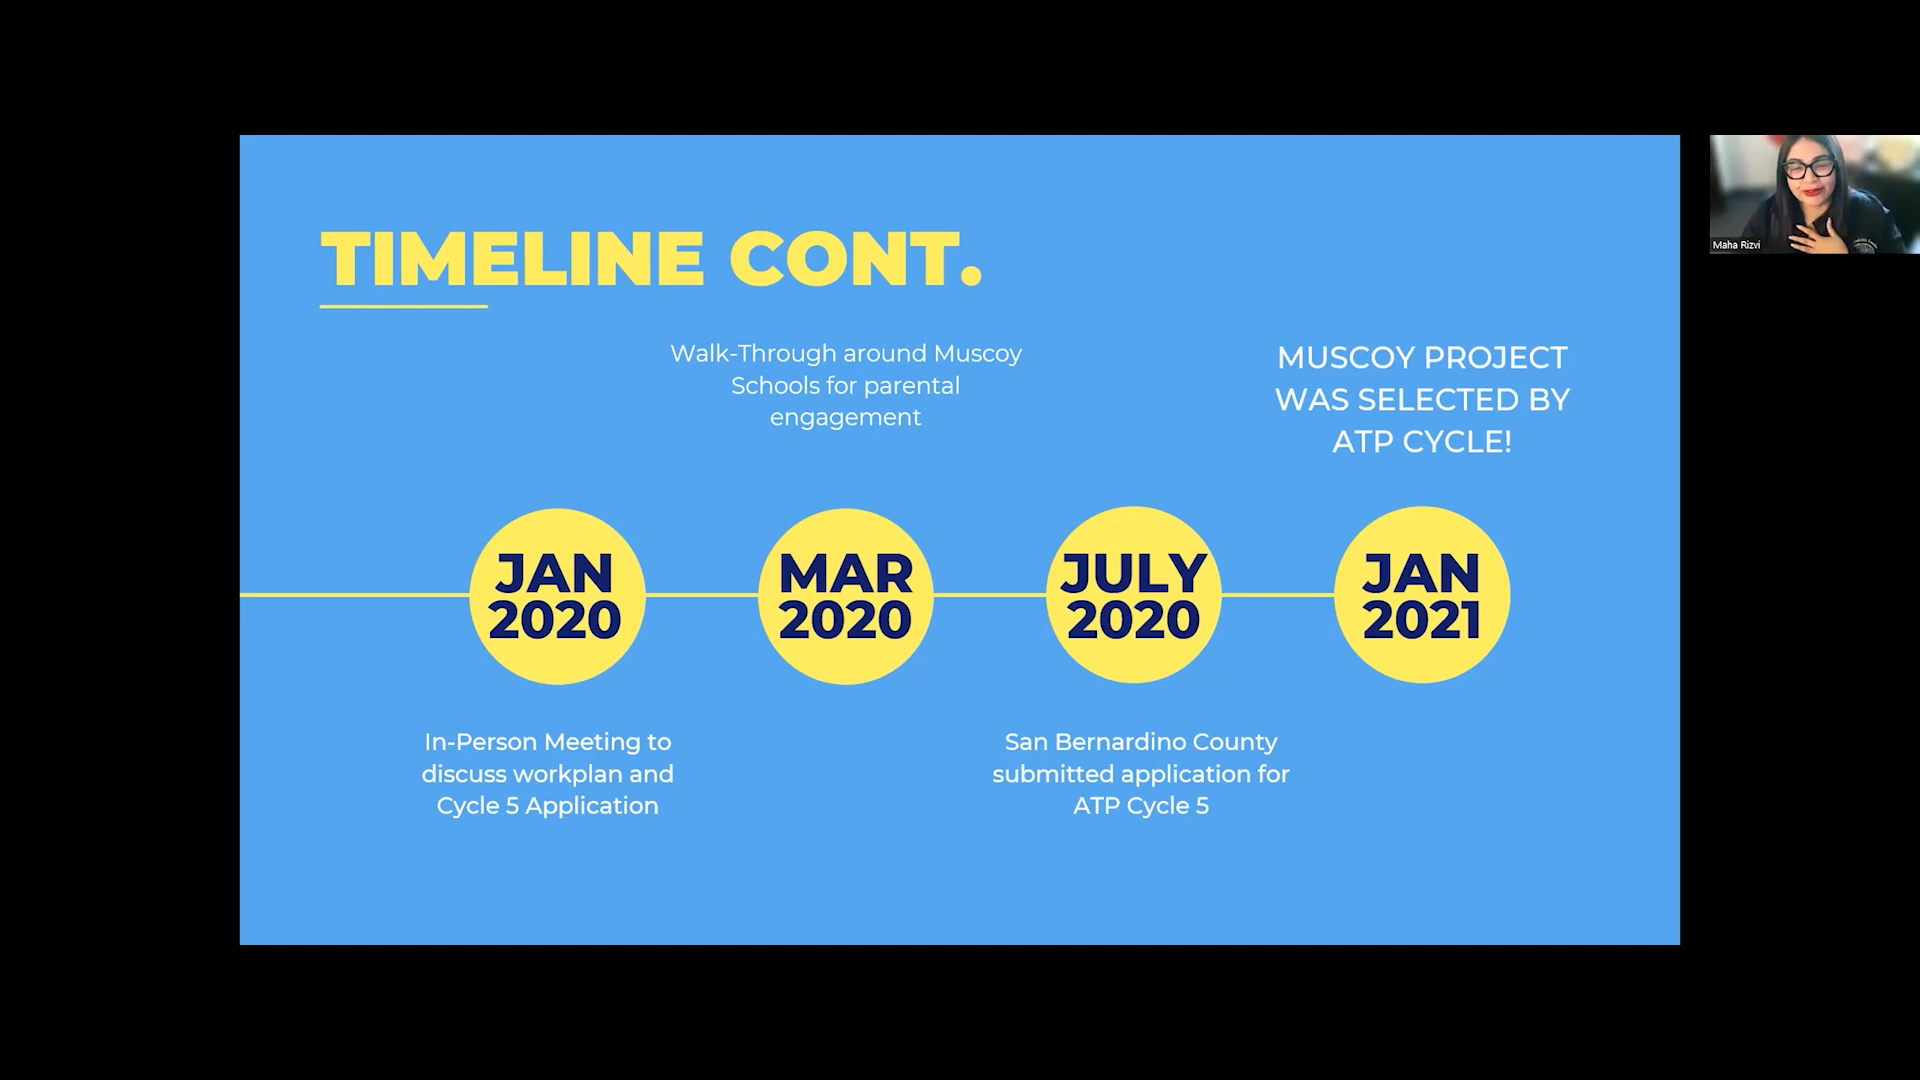 TIMELINE CONT.
Walk-Through around Muscoy
Schools for parental
engagement
MUSCOY PROJECT
WAS SELECTED BY
ATP CYCLE!
JAN
2020
MAR
2020
JULY
2020
JAN
2021
In-Person Meeting to
discuss workplan and
Cycle 5 Application
San Bernardino County
submitted application for
ATP Cycle 5
Maha Rizvi